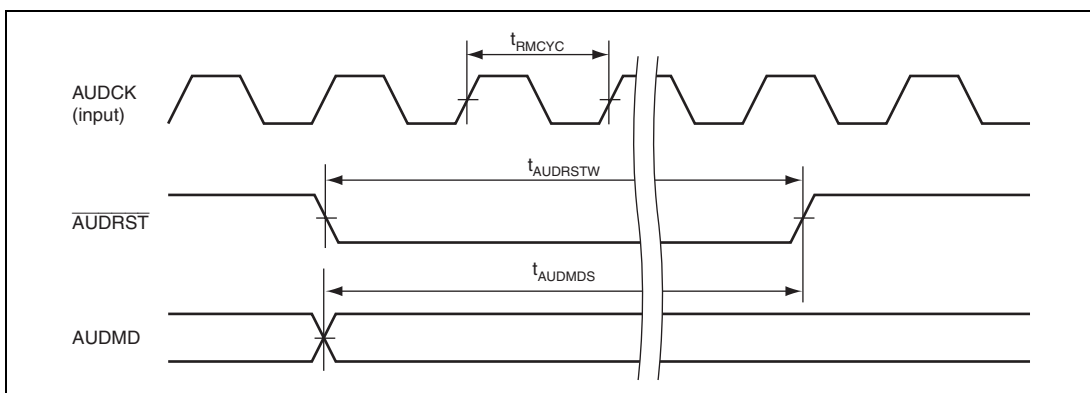 tRMCYC
AUDCK
(input)
tAUDRSTW
AUDRST
tAUDMDS
AUDMD